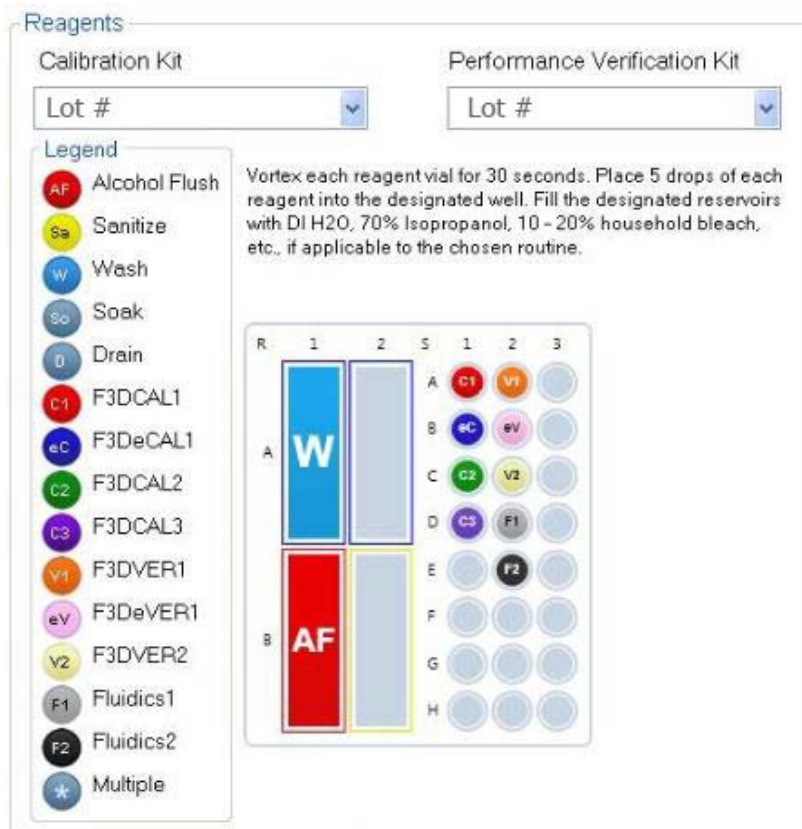 Reagents
Calibration Kit
Performance Verification Kit
Lot #
Lot #
Legend
AF Alcohol Flush
Sa Sanitize
W Wash
So Soak
D Drain
C1 F3DCAL1
eC F3DeCAL1
C2 F3DCAL2
C3 F3DCAL3
V1 F3DVER1
eV F3DeVER1
V2 F3DVER2
F1 Fluidics1
F2 Fluidics2
* Multiple
Vortex each reagent vial for 30 seconds. Place 5 drops of each
reagent into the designated well. Fill the designated reservoirs
with DI H2O, 70% Isopropanol, 10 - 20% household bleach,
etc., if applicable to the chosen routine.
R 1 2 S 1 2 3
A C1 V1
B eC eV
A W
C C2 V2
D C3 F1
E F2
F
B AF
G
H